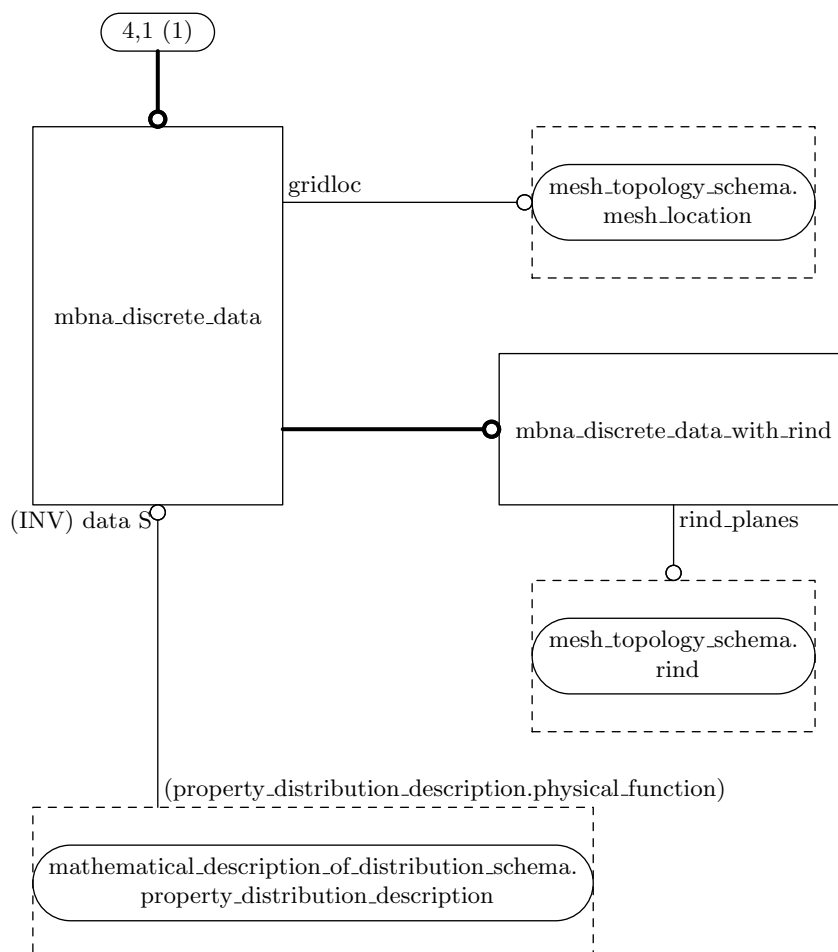 4,1 (1)
gridloc
mesh_topology_schema.
mesh_location
mbna_discrete_data
mbna_discrete_data_with_rind
(INV) data S
rind_planes
mesh_topology_schema.
rind
(property_distribution_description.physical_function)
mathematical_description_of_distribution_schema.
property_distribution_description